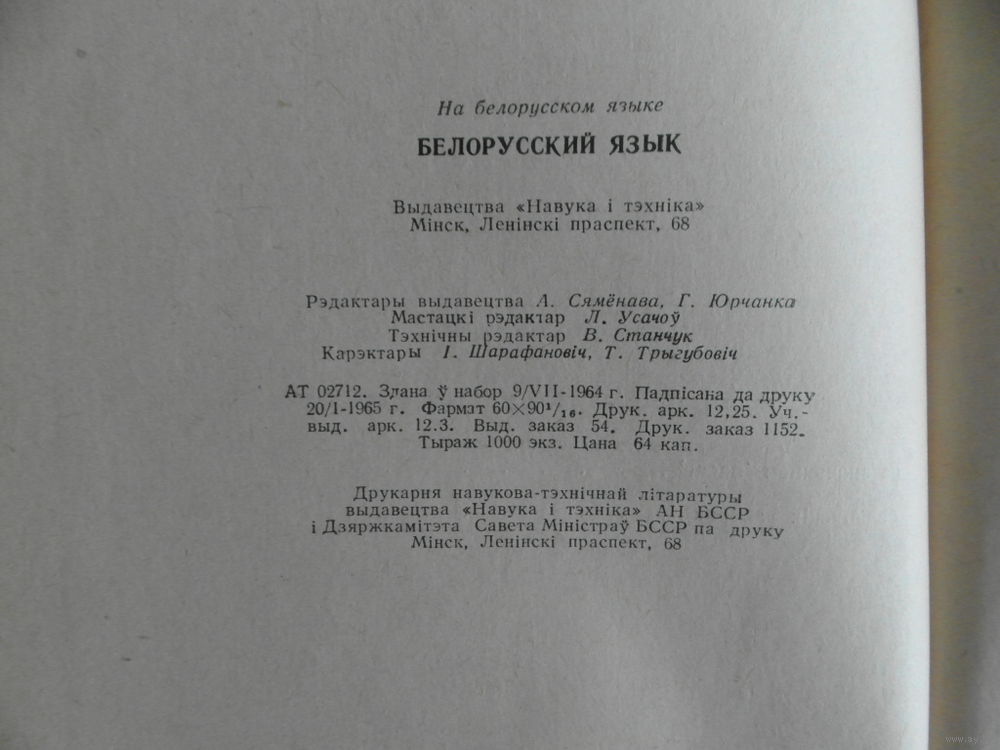 На белорусском языке
БЕЛОРУССКИЙ ЯЗЫК
Выдавецтва «Навука і тэхніка»
Мінск, Ленінскі праспект, 68
Рэдактары выдавецтва А. Сямёнава, Г. Юрчанка
Мастацкі рэдактар Л. Усачоў
Тэхнічны рэдактар В. Станчук
Карэктары І. Шарафановіч, Т. Трыгубовіч
АТ 02712. Здана ў набор 9/VII-1964 г. Падпісана да друку
20/I-1965 г. Фармат 60×90¹/₁₆. Друк. арк. 12,25. Уч.-
выд. арк. 12.3. Выд. заказ 54. Друк. заказ 1152.
Тыраж 1000 экз. Цана 64 кап.
Друкарня навукова-тэхнічнай літаратуры
выдавецтва «Навука і тэхніка» АН БССР
і Дзяржкамітэта Савета Міністраў БССР па друку
Мінск, Ленінскі праспект, 68